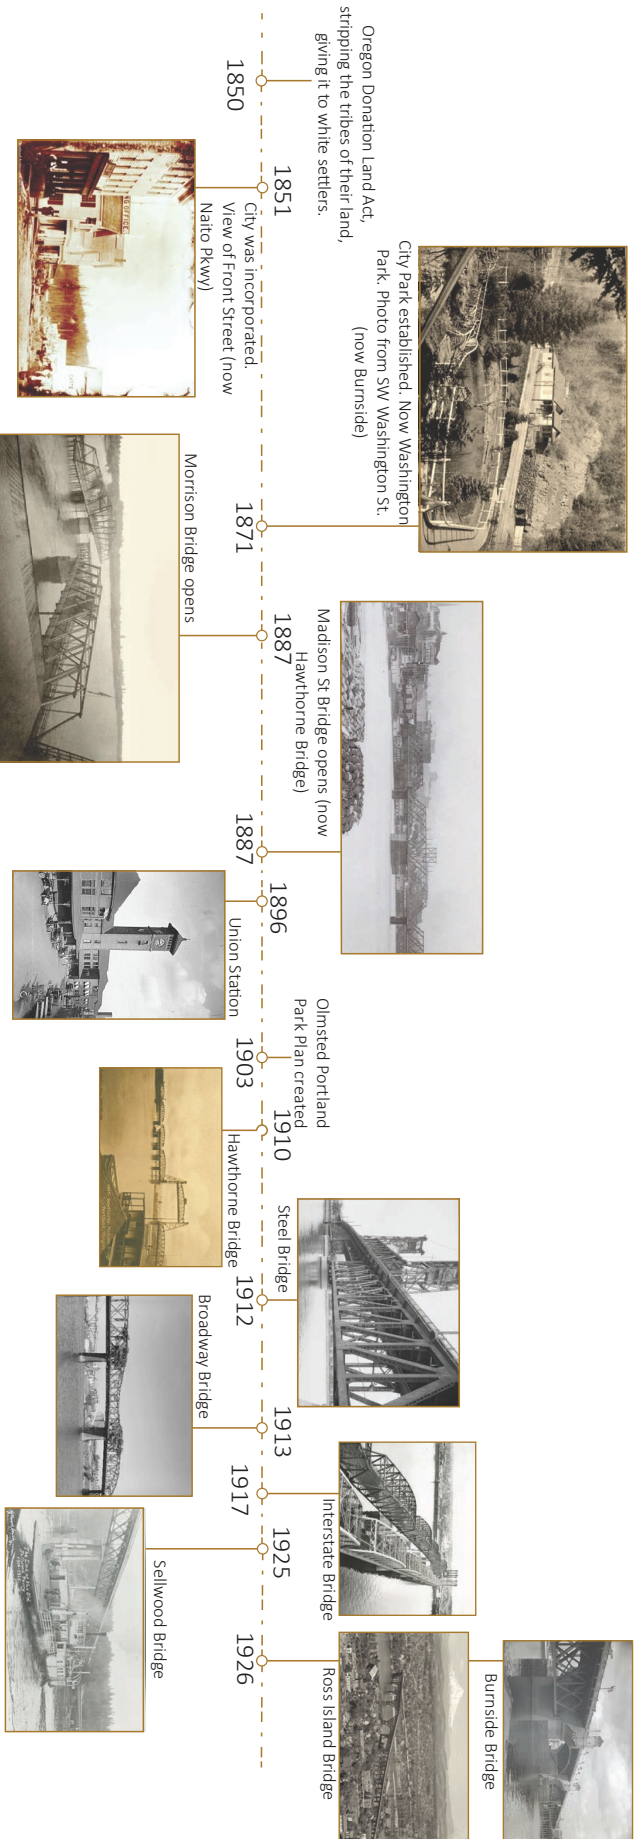 Oregon Donation Land Act,
stripping the tribes of their land,
giving it to white settlers.
1850
1851
City was incorporated.
View of Front Street (now
Naito Pkwy)
OFFICE
City Park established. Now Washington
Park. Photo from SW Washington St.
(now Burnside)
1871
Morrison Bridge opens
1887
Madison St Bridge opens (now
Hawthorne Bridge)
1887
1896
Union Station
Olmsted Portland
Park Plan created
1903
1910
Hawthorne Bridge
Steel Bridge
1912
Broadway Bridge
1913
1917
Interstate Bridge
1925
Sellwood Bridge
1926
Ross Island Bridge
Burnside Bridge